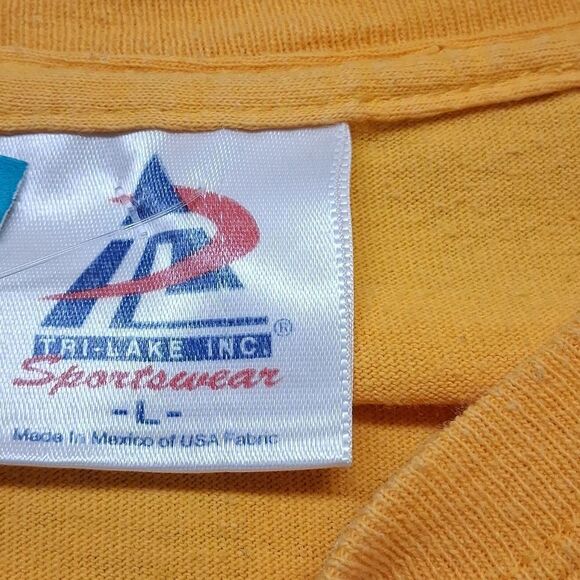 ®
TRI-LAKE INC.
Sportswear
-L-
Made In Mexico of USA Fabric